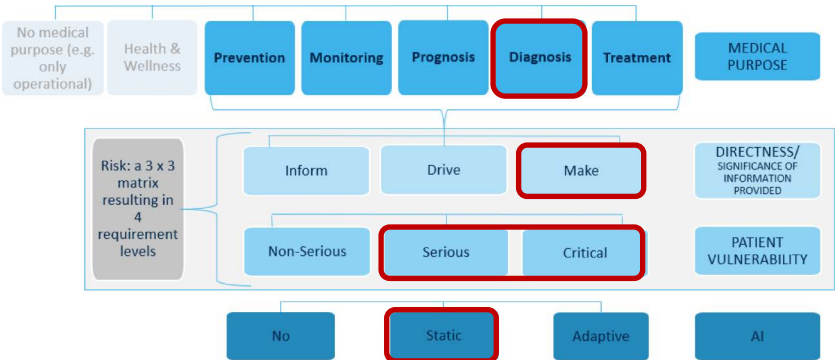 No medical
purpose (e.g.
only
operational)
Health &
Wellness
Prevention
Monitoring
Prognosis
Diagnosis
Treatment
MEDICAL
PURPOSE
Risk: a 3 x 3
matrix
resulting in
4
requirement
levels
Inform
Drive
Make
DIRECTNESS/
SIGNIFICANCE OF
INFORMATION
PROVIDED
Non-Serious
Serious
Critical
PATIENT
VULNERABILITY
No
Static
Adaptive
AI